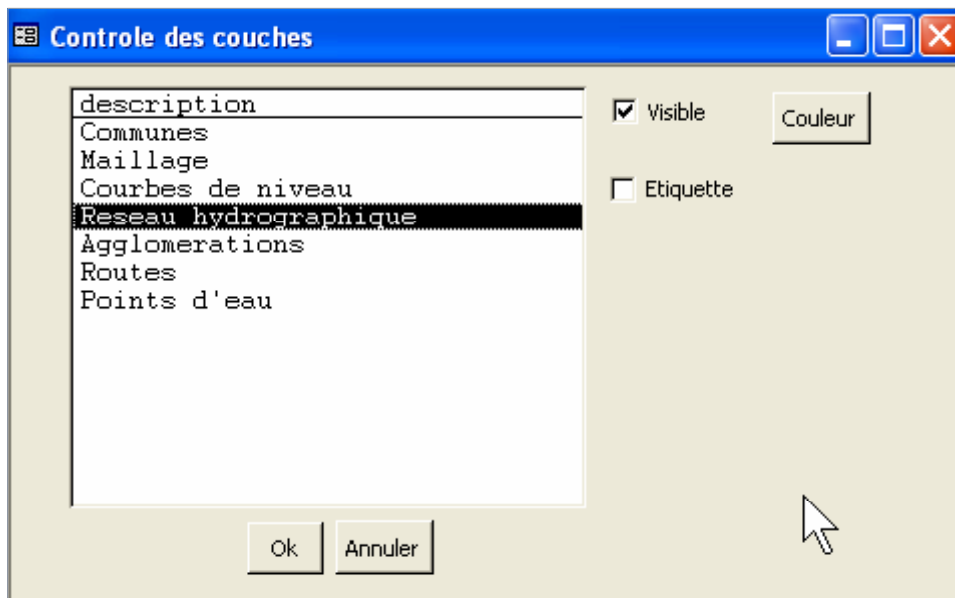 Controle des couches
description
Communes
Maillage
Courbes de niveau
Reseau hydrographique
Agglomerations
Routes
Points d'eau
Visible
Couleur
Etiquette
Ok
Annuler